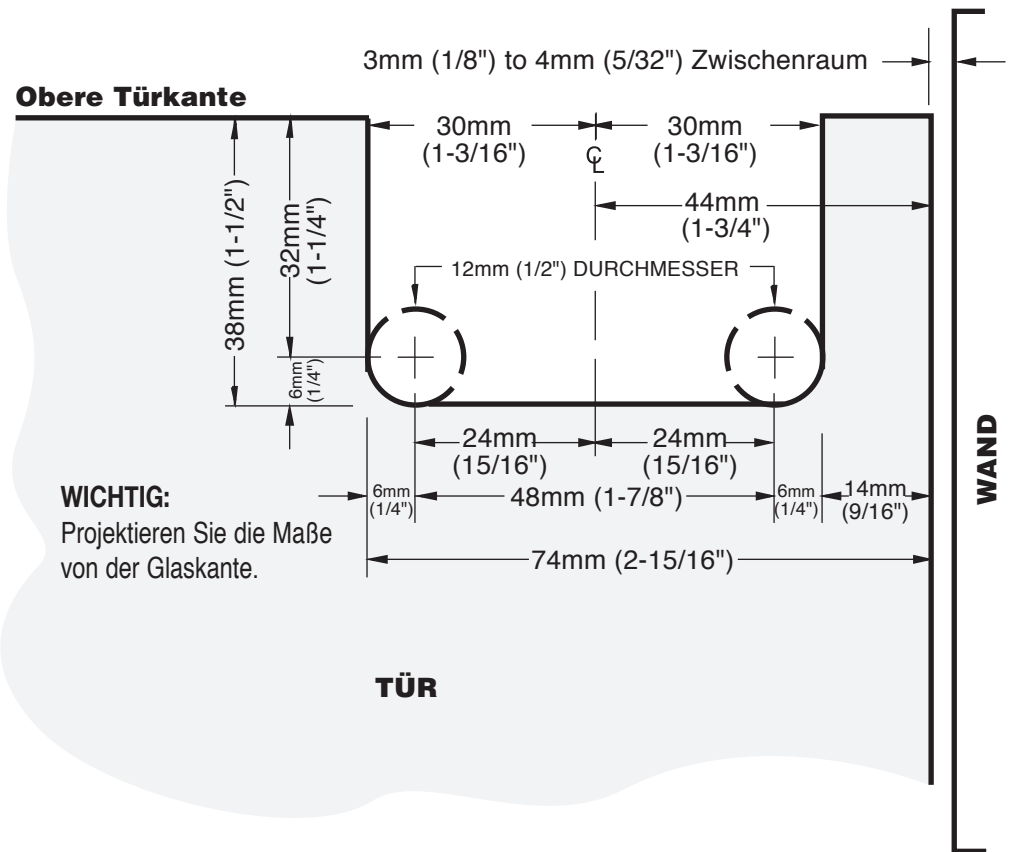 3mm (1/8") to 4mm (5/32") Zwischenraum
Obere Türkante
30mm
(1-3/16")
30mm
(1-3/16")
℄
44mm
(1-3/4")
38mm (1-1/2")
32mm
(1-1/4")
12mm (1/2") DURCHMESSER
6mm
(1/4")
24mm
(15/16")
24mm
(15/16")
WAND
WICHTIG:
Projektieren Sie die Maße
von der Glaskante.
6mm
(1/4")
48mm (1-7/8")
6mm
(1/4")
14mm
(9/16")
74mm (2-15/16")
TÜR